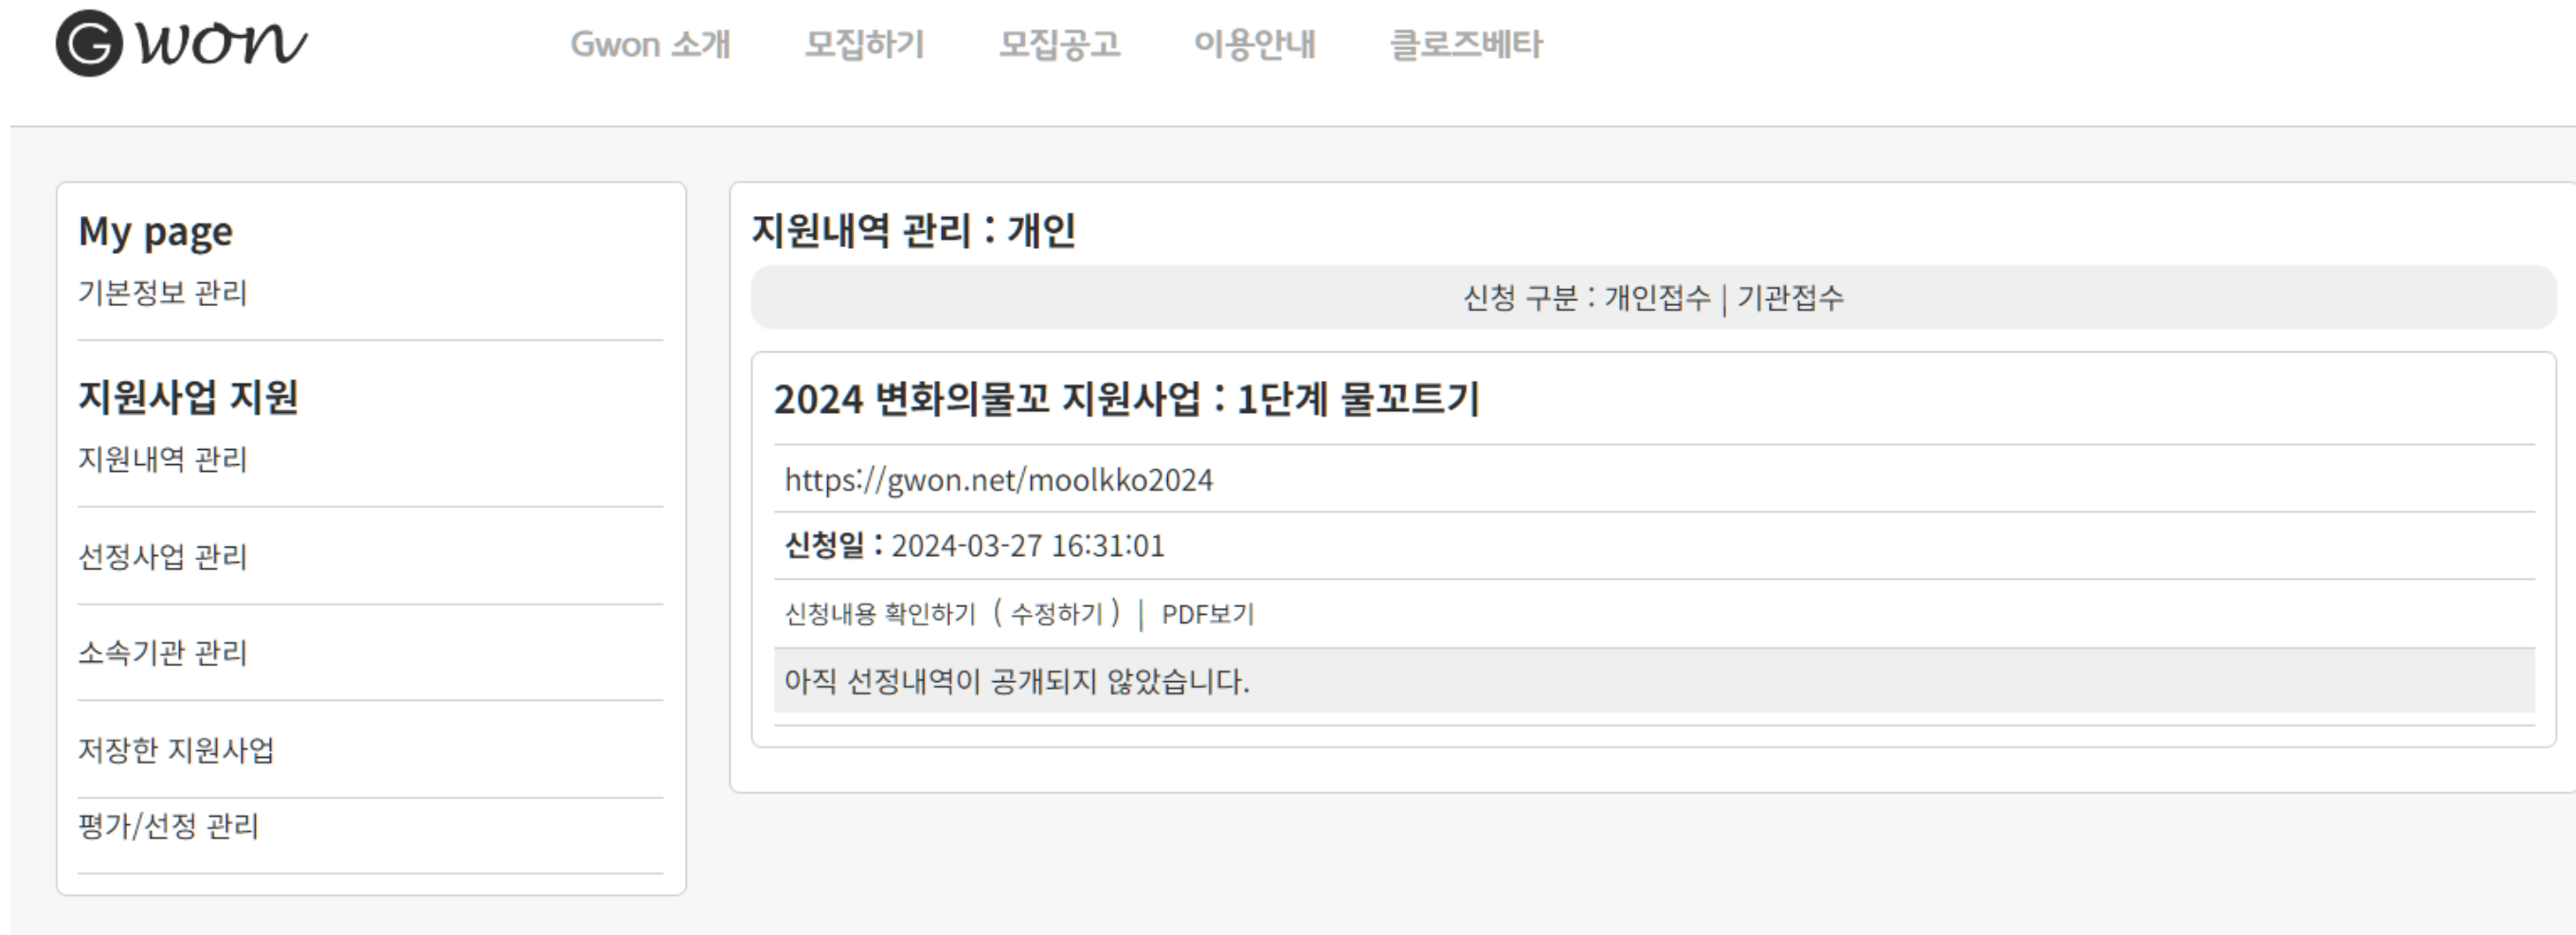 Gwon
Gwon 소개 모집하기 모집공고 이용안내 클로즈베타
My page
기본정보 관리
지원사업 지원
지원내역 관리
선정사업 관리
소속기관 관리
저장한 지원사업
평가/선정 관리
지원내역 관리 : 개인
신청 구분 : 개인접수 | 기관접수
2024 변화의물꼬 지원사업 : 1단계 물꼬트기
https://gwon.net/moolkko2024
신청일 : 2024-03-27 16:31:01
신청내용 확인하기 ( 수정하기 ) | PDF보기
아직 선정내역이 공개되지 않았습니다.